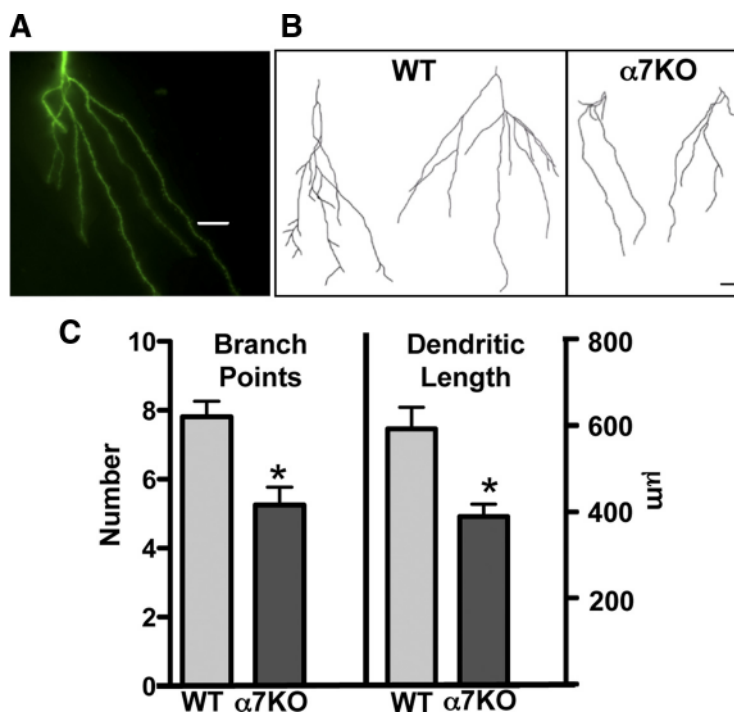 A
B
WT
α7KO
C
Branch
Points
Dendritic
Length
Number
10
8
6
4
2
0
*
*
800
600
400
200
µm
WT α7KO
WT α7KO